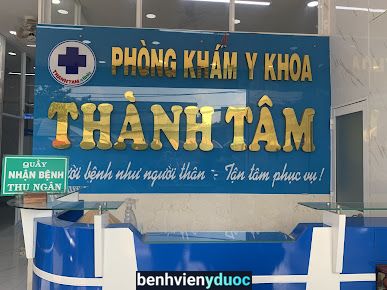 PHÒNG KHÁM Y KHOA
THÀNH TÂM
bệnh như người thân - Tận tâm phục vụ !
QUẦY
NHẬN BỆNH
THU NGÂN
benhvienyduoc